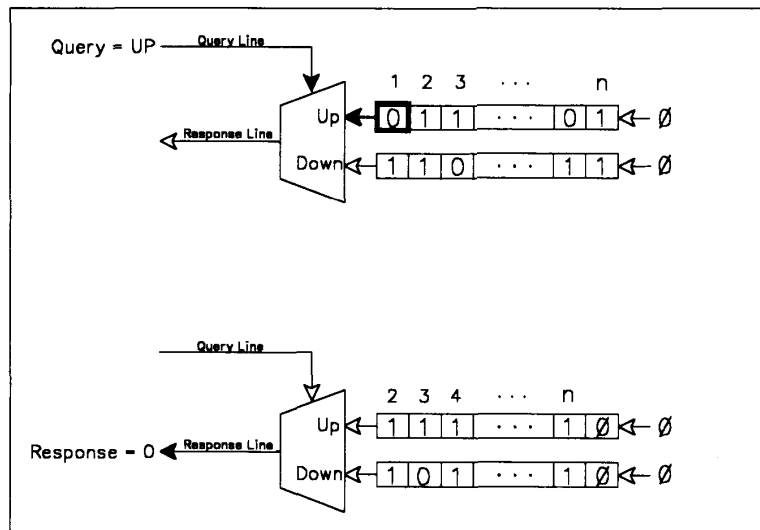 Query = UP Query Line
1 2 3 ... n
Up 0 1 1 ... 0 1 Ø
Response Line
Down 1 1 0 ... 1 1 Ø
Query Line
2 3 4 ... n
Up 1 1 1 ... 1 Ø Ø
Response = 0 Response Line
Down 1 0 1 ... 1 Ø Ø